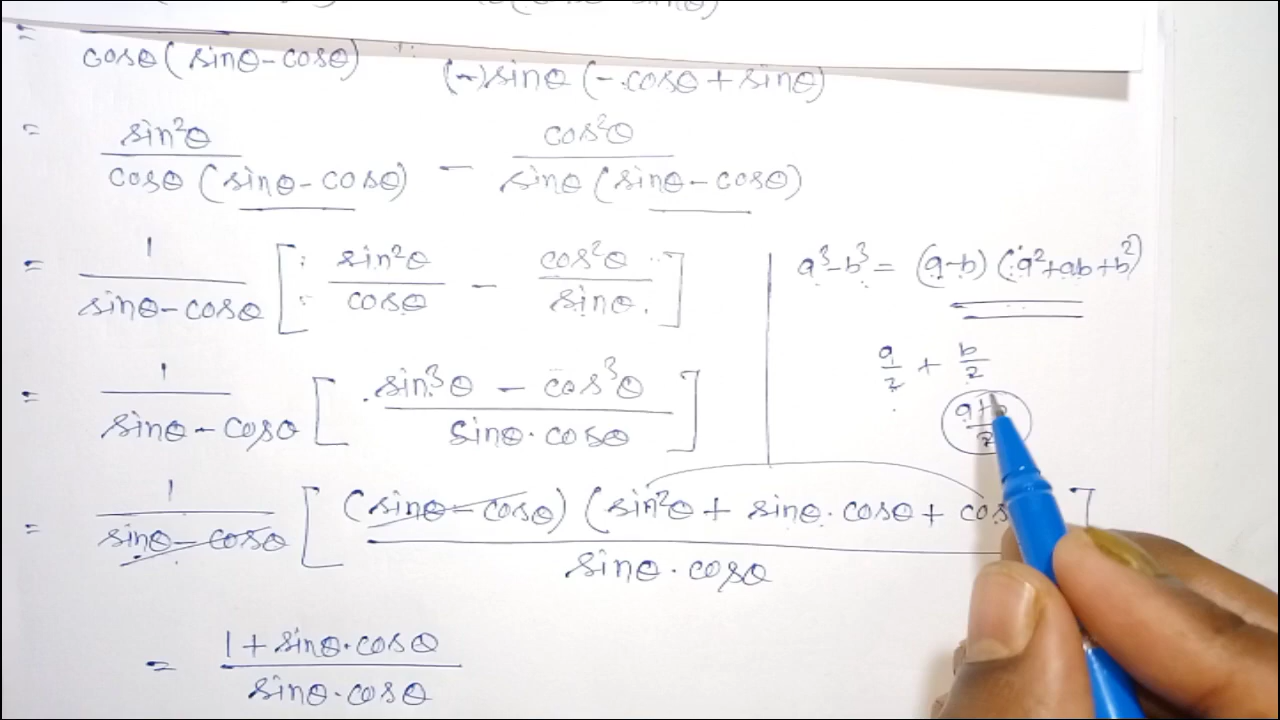 =
cosθ(sinθ-cosθ)
(-)sinθ(-cosθ+sinθ)
= sin²θ / cosθ(sinθ-cosθ) - cos²θ / sinθ(sinθ-cosθ)
= 1 / sinθ-cosθ [ sin²θ / cosθ - cos²θ / sinθ ]
a³-b³ = (a-b)(a²+ab+b²)
a/2 + b/2
= 1 / sinθ-cosθ [ sin³θ - cos³θ / sinθ·cosθ ]
= 1 / sinθ-cosθ [ (sinθ-cosθ)(sin²θ + sinθ·cosθ + / sinθ·cosθ ]
= 1+sinθ·cosθ / sinθ·cosθ